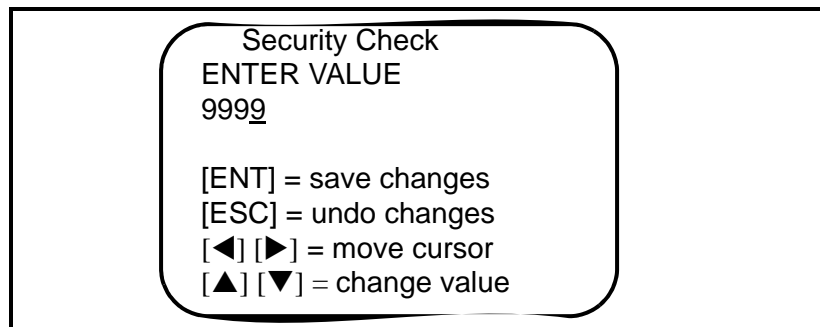 Security Check
ENTER VALUE
9999
[ENT] = save changes
[ESC] = undo changes
[◀] [▶] = move cursor
[▲] [▼] = change value